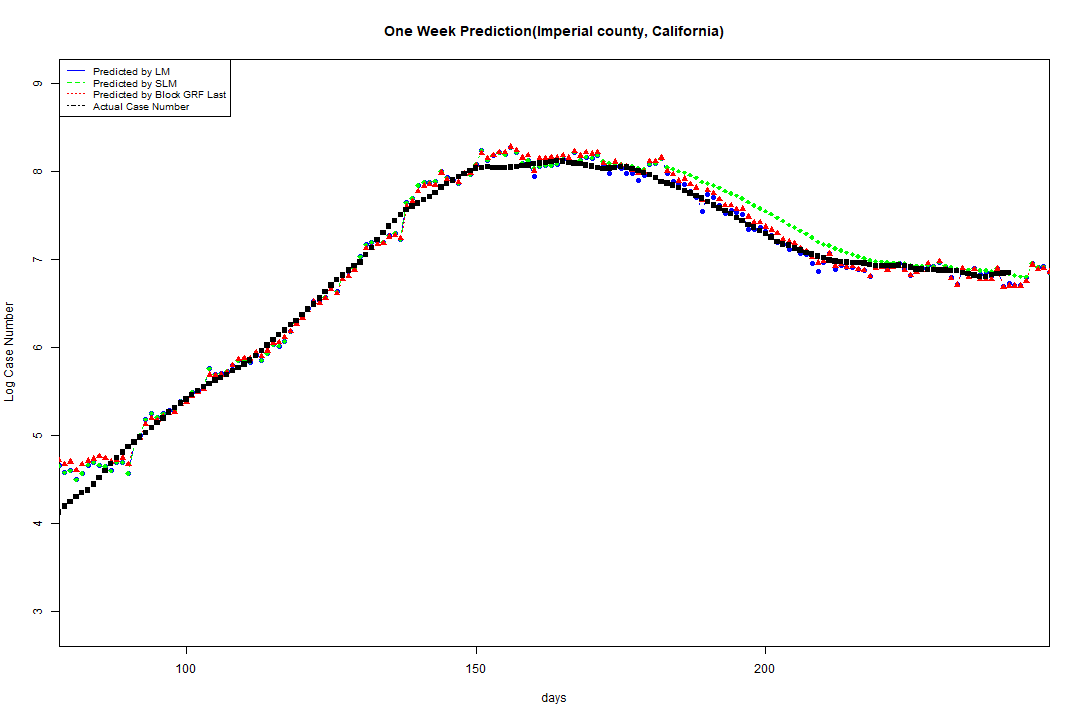 One Week Prediction(Imperial county, California)
Predicted by LM
Predicted by SLM
Predicted by Block GRF Last
Actual Case Number
9
8
7
6
5
4
3
Log Case Number
100 150 200
days